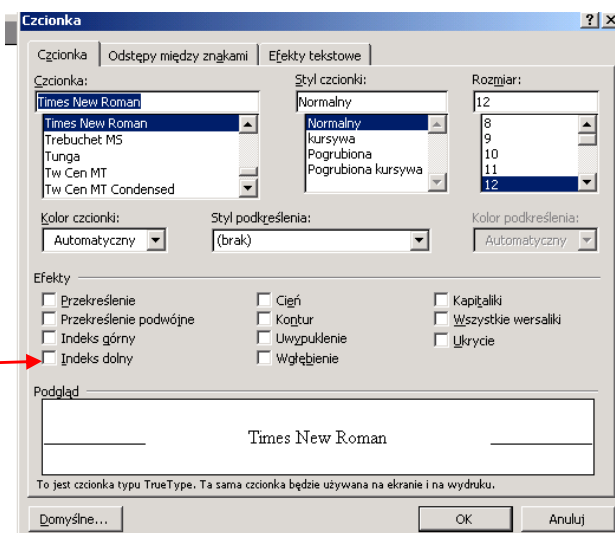 Czcionka
Czcionka Odstępy między znakami Efekty tekstowe
Czcionka: Styl czcionki: Rozmiar:
Times New Roman Normalny 12
Times New Roman Normalny 8
Trebuchet MS kursywa 9
Tunga Pogrubiona 10
Tw Cen MT Pogrubiona kursywa 11
Tw Cen MT Condensed 12
Kolor czcionki: Styl podkreślenia: Kolor podkreślenia:
Automatyczny (brak) Automatyczny
Efekty
Przekreślenie Cień Kapitaliki
Przekreślenie podwójne Kontur Wszystkie wersaliki
Indeks górny Uwypuklenie Ukrycie
Indeks dolny Wgłębienie
Podgląd
Times New Roman
To jest czcionka typu TrueType. Ta sama czcionka będzie używana na ekranie i na wydruku.
Domyślne... OK Anuluj